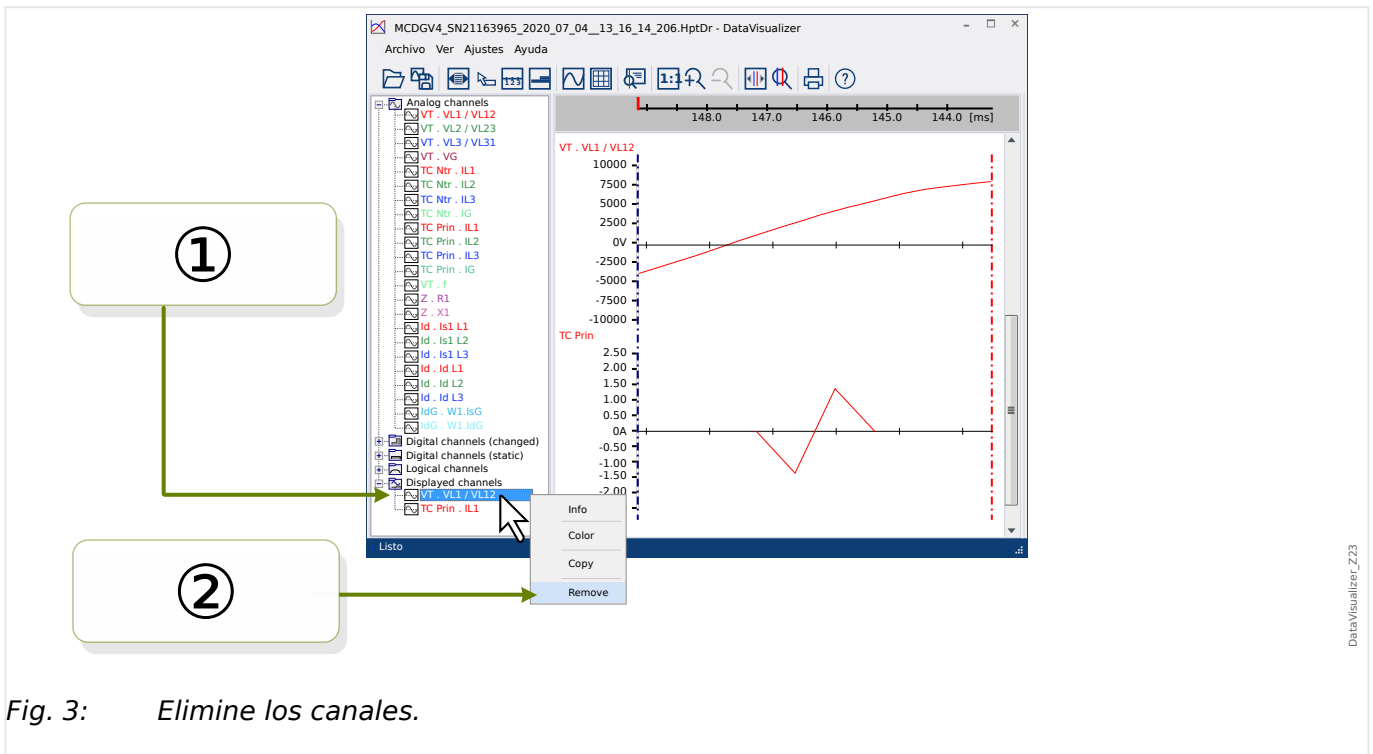 MCDGV4_SN21163965_2020_07_04__13_16_14_206.HptDr - DataVisualizer
Archivo Ver Ajustes Ayuda
1 2 3
1:1
?
Analog channels
VT . VL1 / VL12
VT . VL2 / VL23
VT . VL3 / VL31
VT . VG
TC Ntr . IL1
TC Ntr . IL2
TC Ntr . IL3
TC Ntr . IG
TC Prin . IL1
TC Prin . IL2
TC Prin . IL3
TC Prin . IG
VT . f
Z . R1
Z . X1
Id . Is1 L1
Id . Is1 L2
Id . Is1 L3
Id . Id L1
Id . Id L2
Id . Id L3
IdG . W1.IsG
IdG . W1.IdG
Digital channels (changed)
Digital channels (static)
Logical channels
Displayed channels
VT . VL1 / VL12
TC Prin . IL1
148.0 147.0 146.0 145.0 144.0 [ms]
VT . VL1 / VL12
10000
7500
5000
2500
0V
-2500
-5000
-7500
-10000
TC Prin
2.50
2.00
1.50
1.00
0.50
0A
-0.50
-1.00
-1.50
-2.00
Info
Color
Copy
Remove
Listo
①
②
DataVisualizer_Z23
Fig. 3: Elimine los canales.